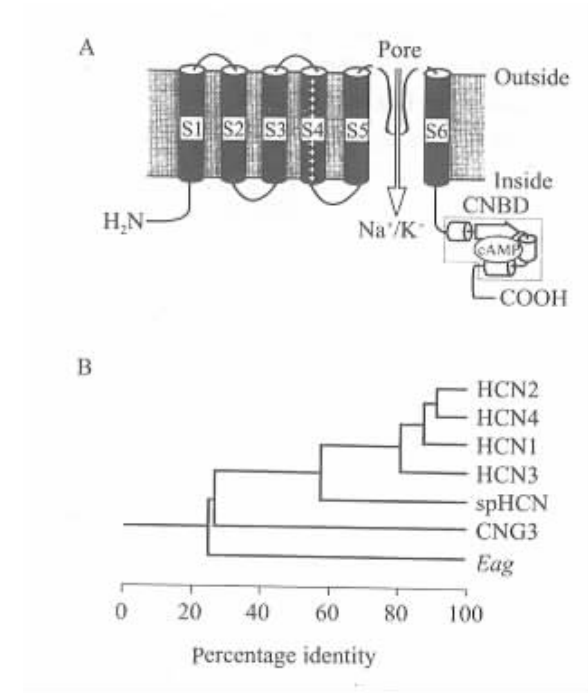 A
Pore
Outside
S1 S2 S3 S4 S5 S6
Inside
CNBD
H₂N
Na⁺/K⁻
cAMP
COOH
B
HCN2
HCN4
HCN1
HCN3
spHCN
CNG3
Eag
0 20 40 60 80 100
Percentage identity